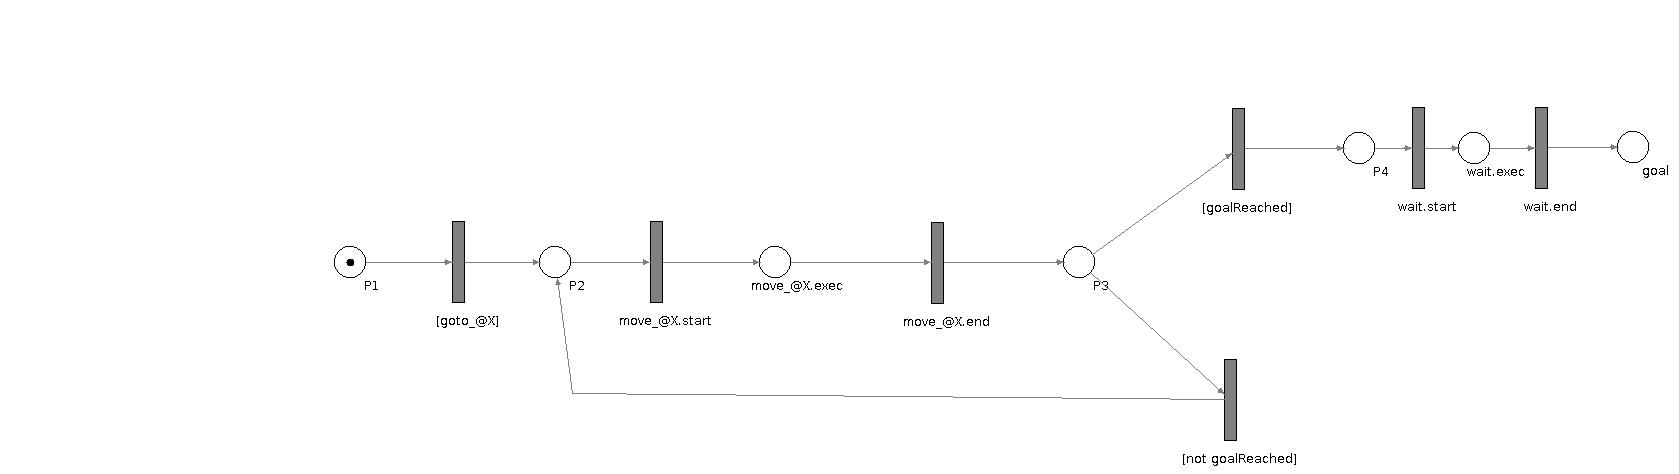 P4
wait.exec
goal
[goalReached]
wait.start
wait.end
P1
P2
move_@X.exec
P3
[goto_@X]
move_@X.start
move_@X.end
[not goalReached]